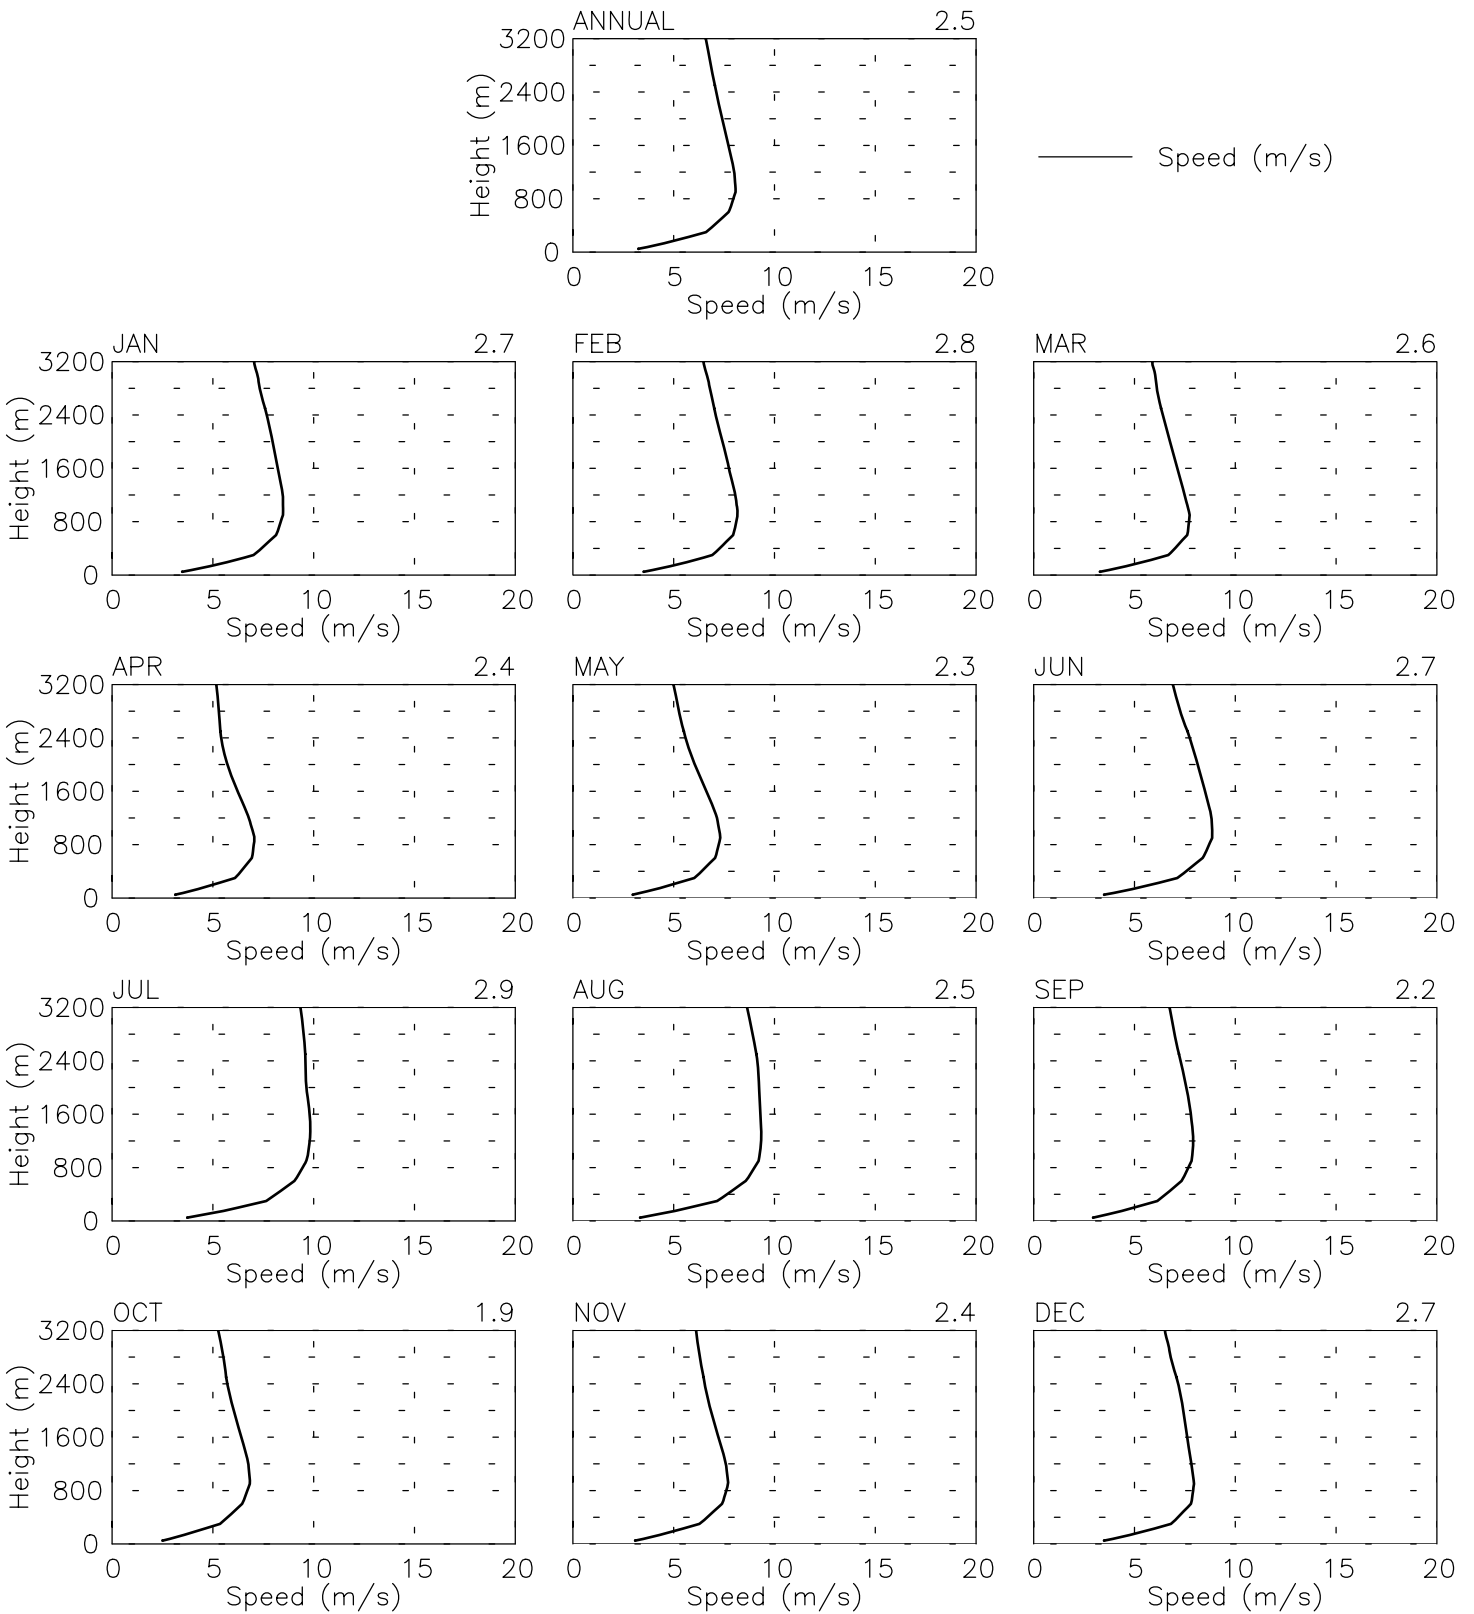 ANNUAL 2.5
3200
2400
1600
800
0
Height (m)
0 5 10 15 20
Speed (m/s)
Speed (m/s)
JAN 2.7
3200
2400
1600
800
0
Height (m)
0 5 10 15 20
Speed (m/s)
FEB 2.8
0 5 10 15 20
Speed (m/s)
MAR 2.6
0 5 10 15 20
Speed (m/s)
APR 2.4
3200
2400
1600
800
0
Height (m)
0 5 10 15 20
Speed (m/s)
MAY 2.3
0 5 10 15 20
Speed (m/s)
JUN 2.7
0 5 10 15 20
Speed (m/s)
JUL 2.9
3200
2400
1600
800
0
Height (m)
0 5 10 15 20
Speed (m/s)
AUG 2.5
0 5 10 15 20
Speed (m/s)
SEP 2.2
0 5 10 15 20
Speed (m/s)
OCT 1.9
3200
2400
1600
800
0
Height (m)
0 5 10 15 20
Speed (m/s)
NOV 2.4
0 5 10 15 20
Speed (m/s)
DEC 2.7
0 5 10 15 20
Speed (m/s)